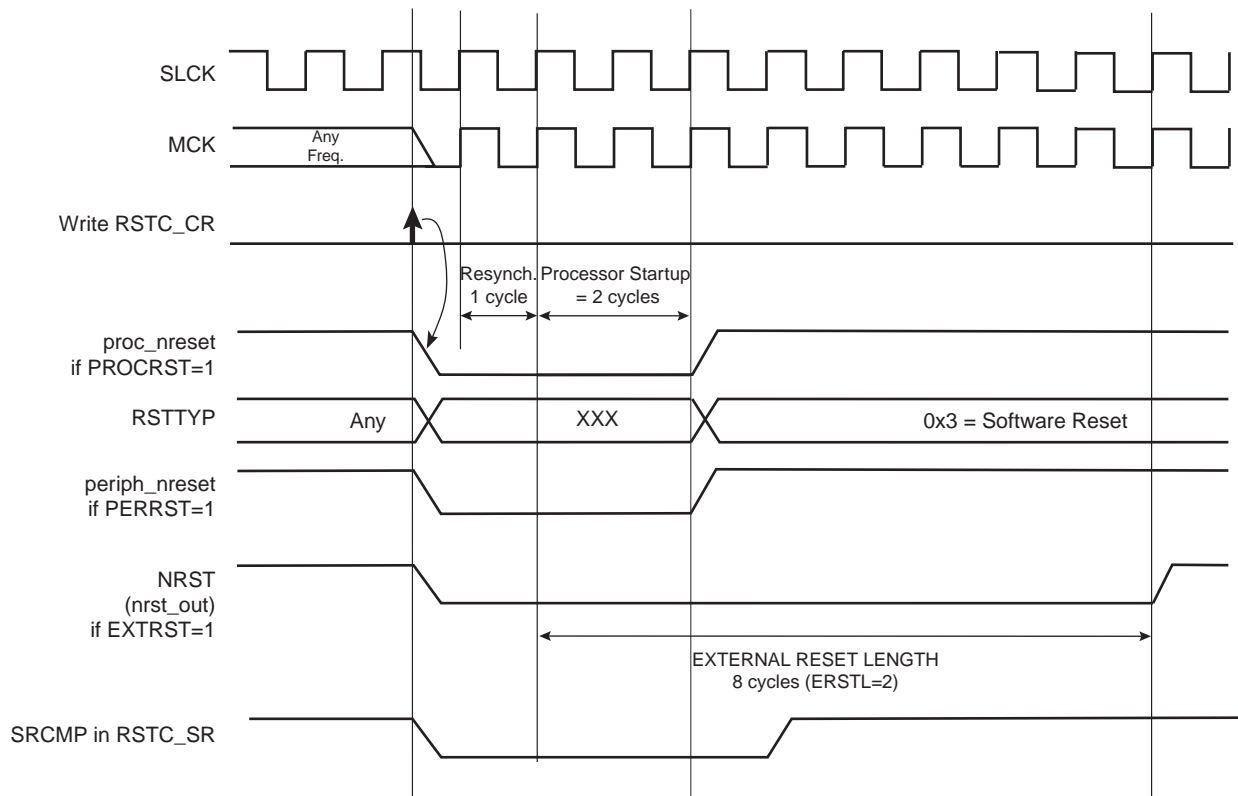 SLCK
MCK
Any
Freq.
Write RSTC_CR
Resynch.
1 cycle
Processor Startup
= 2 cycles
proc_nreset
if PROCRST=1
RSTTYP
Any
XXX
0x3 = Software Reset
periph_nreset
if PERRST=1
NRST
(nrst_out)
if EXTRST=1
EXTERNAL RESET LENGTH
8 cycles (ERSTL=2)
SRCMP in RSTC_SR